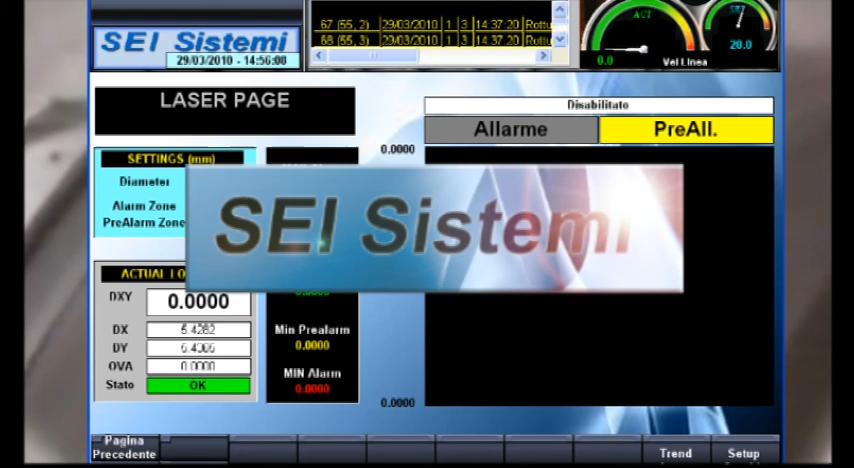 67 (55, 2) 29/03/2010 1 3 14:37:20 Rottu
68 (55, 3) 29/03/2010 1 3 14:37:20 Rottu
SEI Sistemi
29/03/2010 - 14:56:08
ACT
0.0
Vel Linea
SET
20.0
LASER PAGE
Disabilitato
Allarme PreAll.
0.0000
SETTINGS (mm)
Diameter
Alarm Zone
PreAlarm Zone
SEI Sistemi
DXY 0.0000
DX
DY
OVA 0.0000
Stato OK
Min Prealarm
0.0000
MIN Alarm
0.0000
0.0000
Pagina
Precedente
Trend
Setup